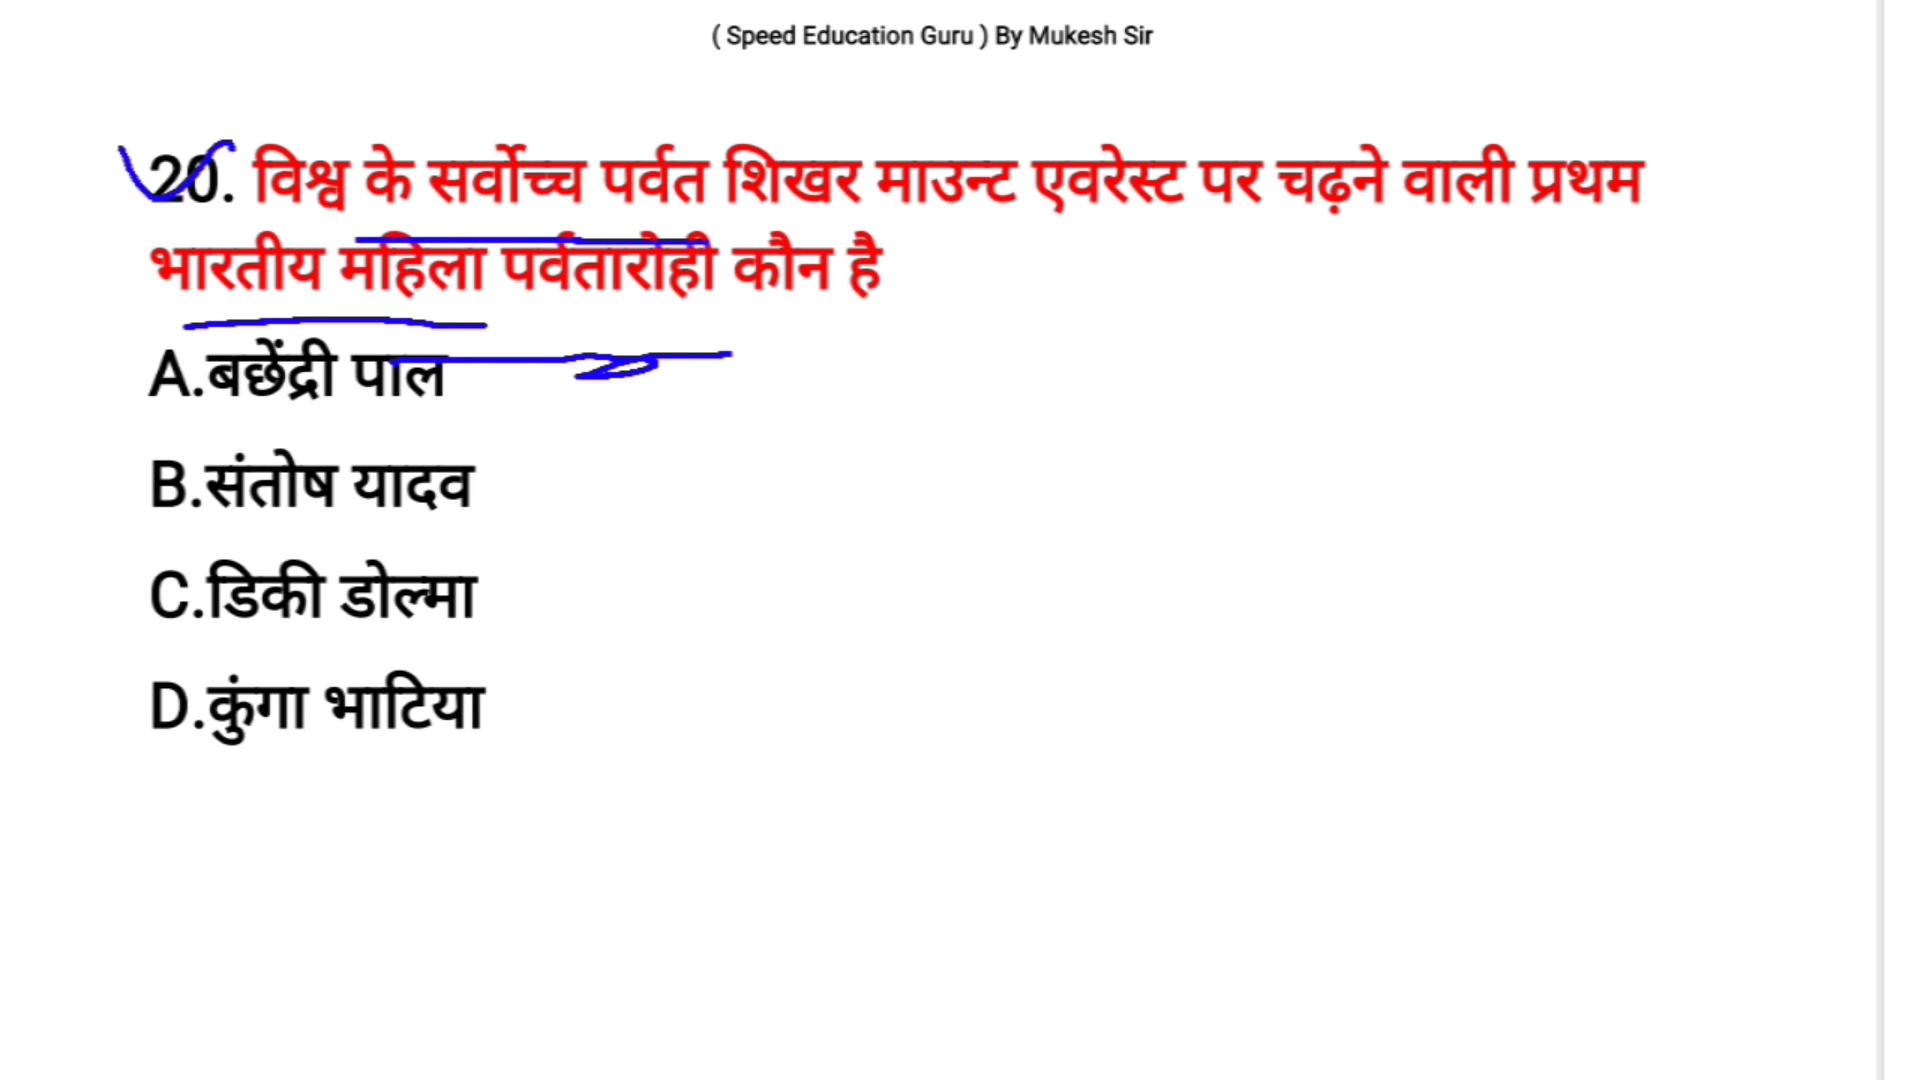 ( Speed Education Guru ) By Mukesh Sir
20. विश्व के सर्वोच्च पर्वत शिखर माउन्ट एवरेस्ट पर चढ़ने वाली प्रथम
भारतीय महिला पर्वतारोही कौन है
A.बछेंद्री पाल
B.संतोष यादव
C.डिकी डोल्मा
D.कुंगा भाटिया